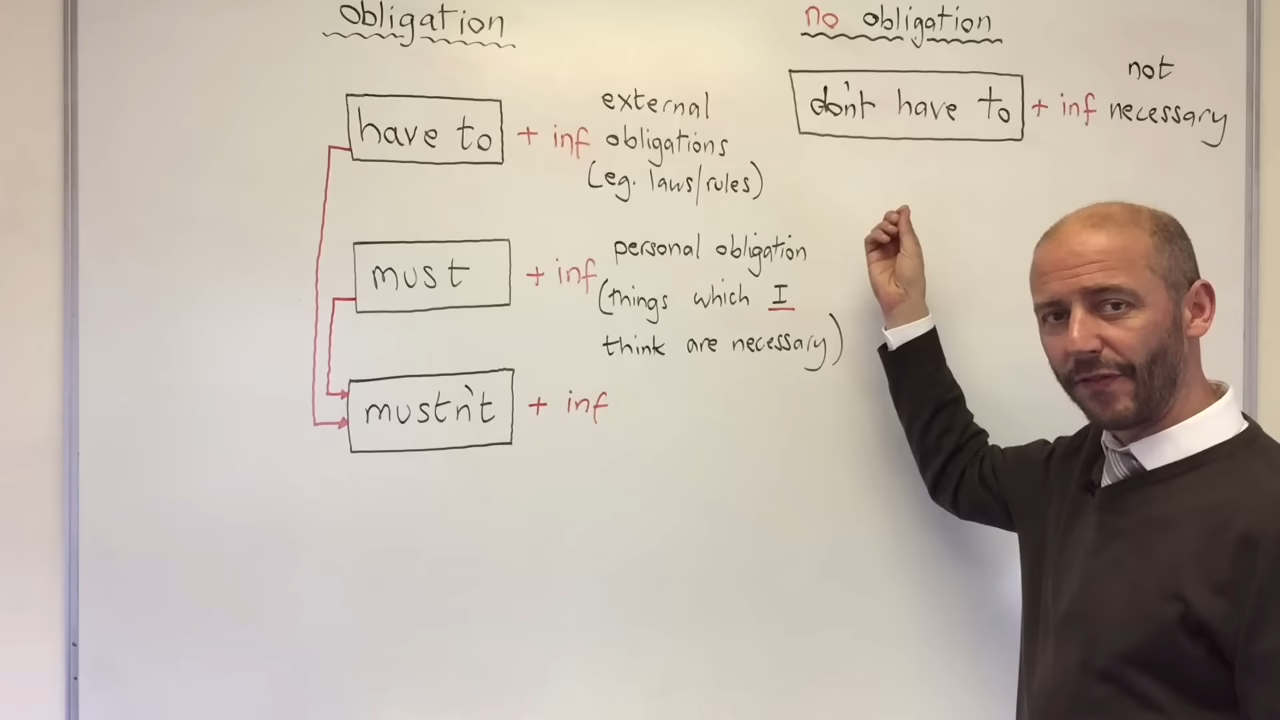 obligation
have to + inf
external
obligations
(eg. laws/rules)
must + inf
personal obligation
(things which I
think are necessary)
mustn't + inf
no obligation
don't have to + inf
not
necessary